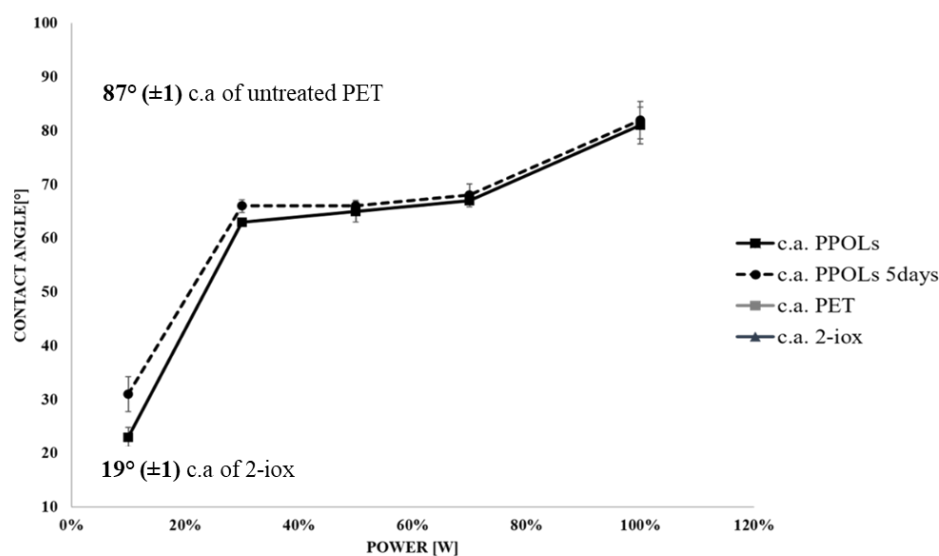 100
90
87° (±1) c.a of untreated PET
80
70
60
50
40
30
20
19° (±1) c.a of 2-iox
10
CONTACT ANGLE[°]
0% 20% 40% 60% 80% 100% 120%
POWER [W]
c.a. PPOLs
c.a. PPOLs 5days
c.a. PET
c.a. 2-iox